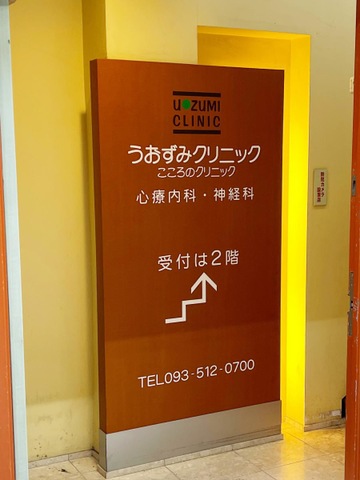 UOZUMI
CLINIC
うおずみクリニック
こころのクリニック
心療内科・神経科
受付は2階
TEL093-512-0700